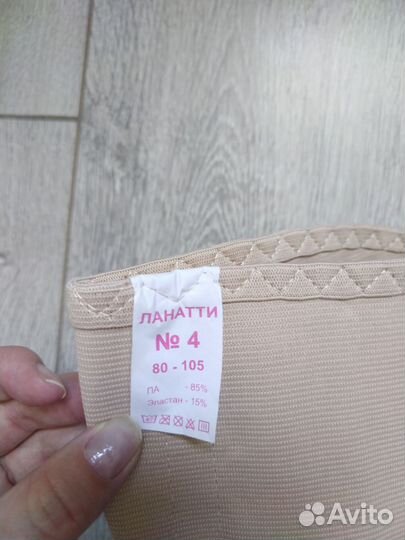 ЛАНАТТИ
№ 4
80 - 105
ПА - 85%
Эластан - 15%
Avito